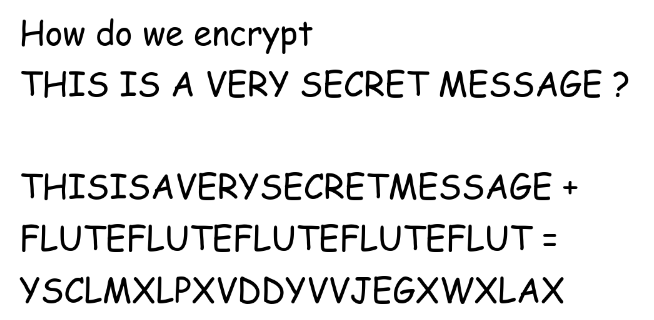 How do we encrypt
THIS IS A VERY SECRET MESSAGE ?
THISISAVERYSECRETMESSAGE +
FLUTEFLUTEFLUTEFLUTEFLUT =
YSCLMXLPXVDDYVVJEGXWXLAX